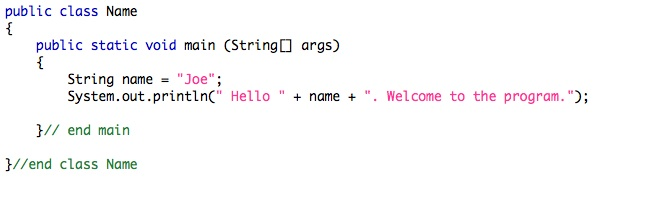 public class Name
{
    public static void main (String[] args)
    {
        String name = "Joe";
        System.out.println(" Hello " + name + ". Welcome to the program.");
    }// end main
}//end class Name